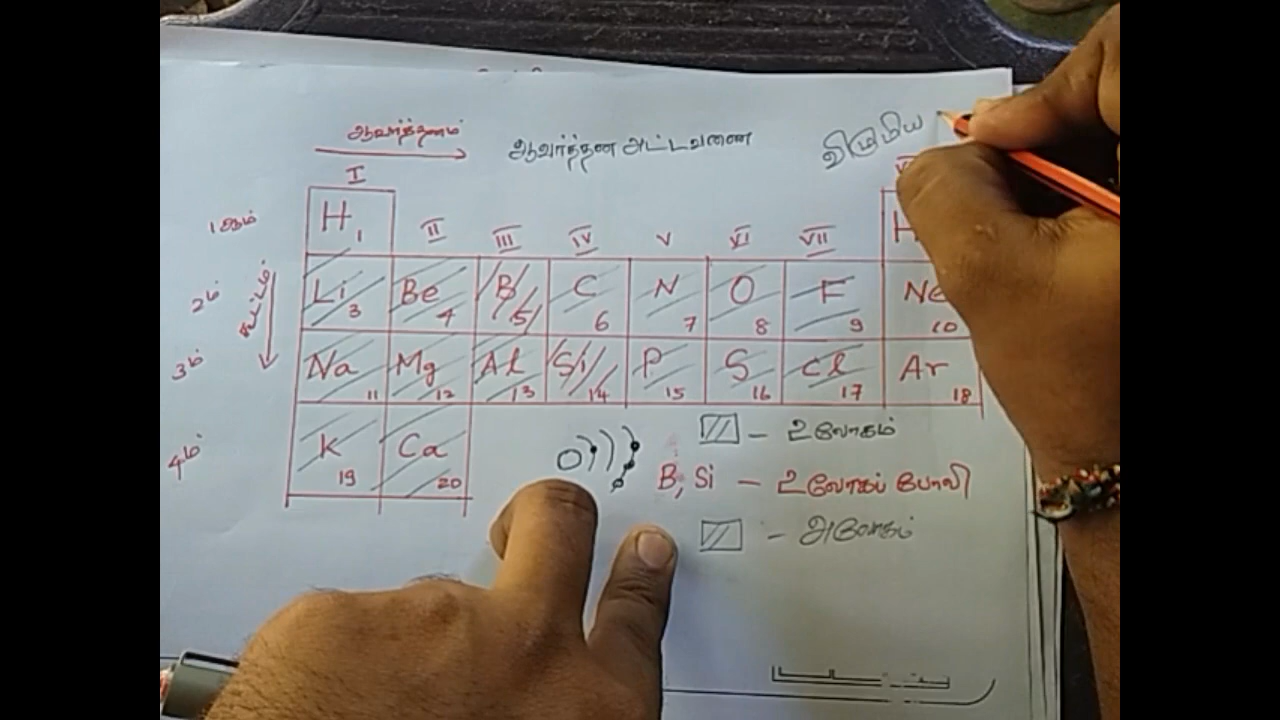 ஆவர்த்தனம்
ஆவர்த்தன அட்டவணை
விழுமிய
I
1ஆம் H 1 II III IV V VI VII H
2ம் Li 3 Be 4 B 5 C 6 N 7 O 8 F 9 Ne 10
கூட்டம்
3ம் Na 11 Mg 12 Al 13 Si 14 P 15 S 16 Cl 17 Ar 18
4ம் K 19 Ca 20
- உலோகம்
B, Si - உலோகப் போலி
- அலோகம்